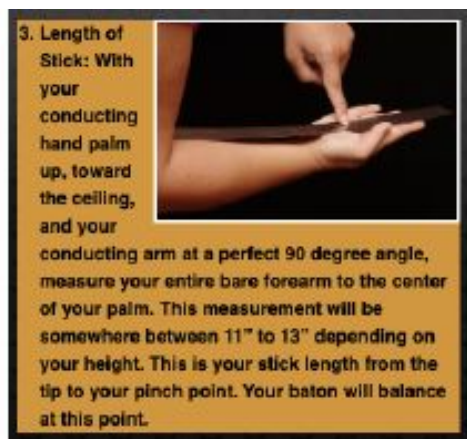 3. Length of
Stick: With
your
conducting
hand palm
up, toward
the ceiling,
and your
conducting arm at a perfect 90 degree angle,
measure your entire bare forearm to the center
of your palm. This measurement will be
somewhere between 11" to 13" depending on
your height. This is your stick length from the
tip to your pinch point. Your baton will balance
at this point.